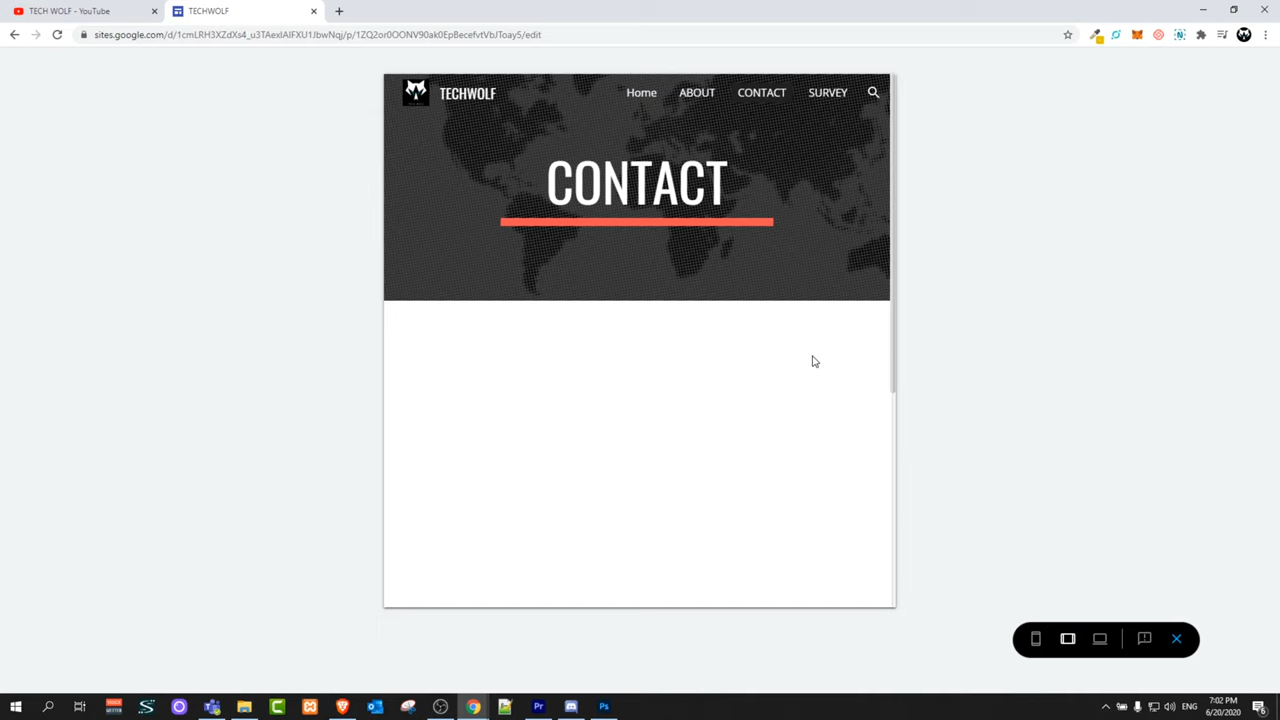 TECH WOLF - YouTube
TECHWOLF
sites.google.com/d/1cmLRH3XZdXs4_u3TAexlAIFXU1JbwNqj/p/1ZQ2or0OONV90ak0EpBecefvtVbJToay5/edit
TECHWOLF
Home
ABOUT
CONTACT
SURVEY
CONTACT
ENG
7:02 PM
6/20/2020